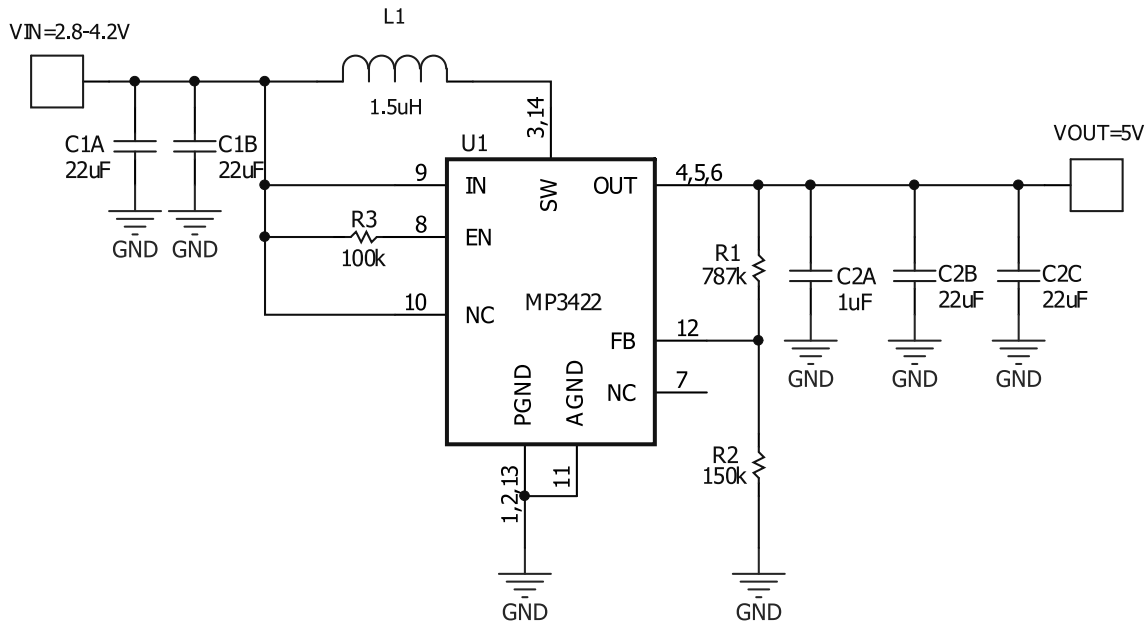 L1
VIN=2.8-4.2V
1.5uH
3,14
C1A
22uF
C1B
22uF
GND
GND
U1
VOUT=5V
9
IN
SW
OUT
4,5,6
R3
100k
8
EN
10
NC
MP3422
R1
787k
C2A
1uF
C2B
22uF
C2C
22uF
FB
12
GND
GND
GND
NC
7
PGND
AGND
R2
150k
1,2,13
11
GND
GND